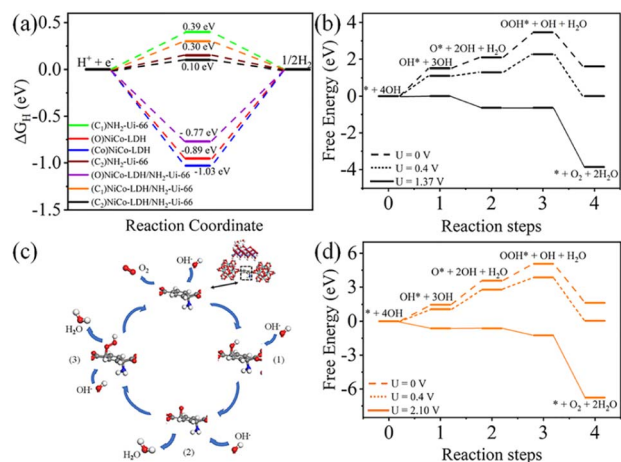 (a)
0.39 eV
0.30 eV
0.10 eV
H⁺ + e⁻
1/2H₂
- 0.77 eV
-0.89 eV
-1.03 eV
(C₁)NH₂-Ui-66
(O)NiCo-LDH
(Co)NiCo-LDH
(C₂)NH₂-Ui-66
(O)NiCo-LDH/NH₂-Ui-66
(C₁)NiCo-LDH/NH₂-Ui-66
(C₂)NiCo-LDH/NH₂-Ui-66
0.5
0.0
-0.5
-1.0
-1.5
ΔG_H (eV)
Reaction Coordinate
(b)
OOH* + OH + H₂O
O* + 2OH + H₂O
OH* + 3OH
* + 4OH
* + O₂ + 2H₂O
U = 0 V
U = 0.4 V
U = 1.37 V
4
2
0
-2
-4
Free Energy (eV)
0 1 2 3 4
Reaction steps
(c)
O₂
OH⁻
H₂O
(3)
OH⁻
(1)
OH⁻
H₂O
(2)
OH⁻
(d)
OOH* + OH + H₂O
O* + 2OH + H₂O
OH* + 3OH
* + 4OH
* + O₂ + 2H₂O
U = 0 V
U = 0.4 V
U = 2.10 V
6
3
0
-3
-6
Free Energy (eV)
0 1 2 3 4
Reaction steps